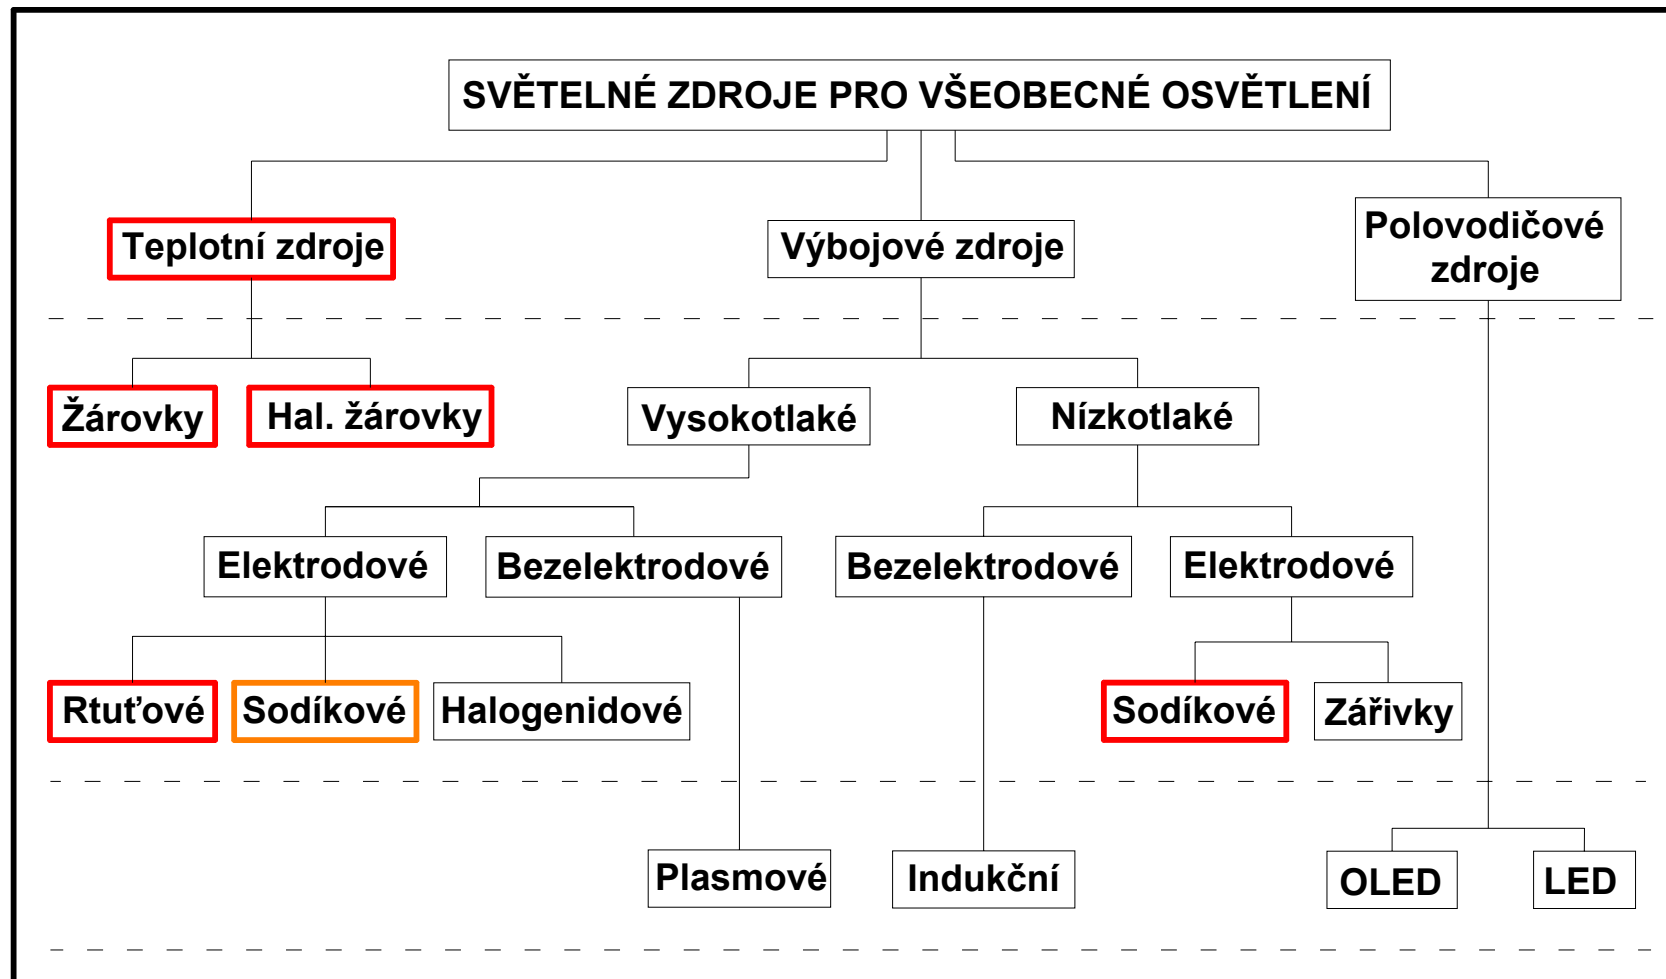 SVĚTELNÉ ZDROJE PRO VŠEOBECNÉ OSVĚTLENÍ
Teplotní zdroje
Výbojové zdroje
Polovodičové
zdroje
Žárovky
Hal. žárovky
Vysokotlaké
Nízkotlaké
Elektrodové
Bezelektrodové
Bezelektrodové
Elektrodové
Rtuťové
Sodíkové
Halogenidové
Sodíkové
Zářivky
Plasmové
Indukční
OLED
LED